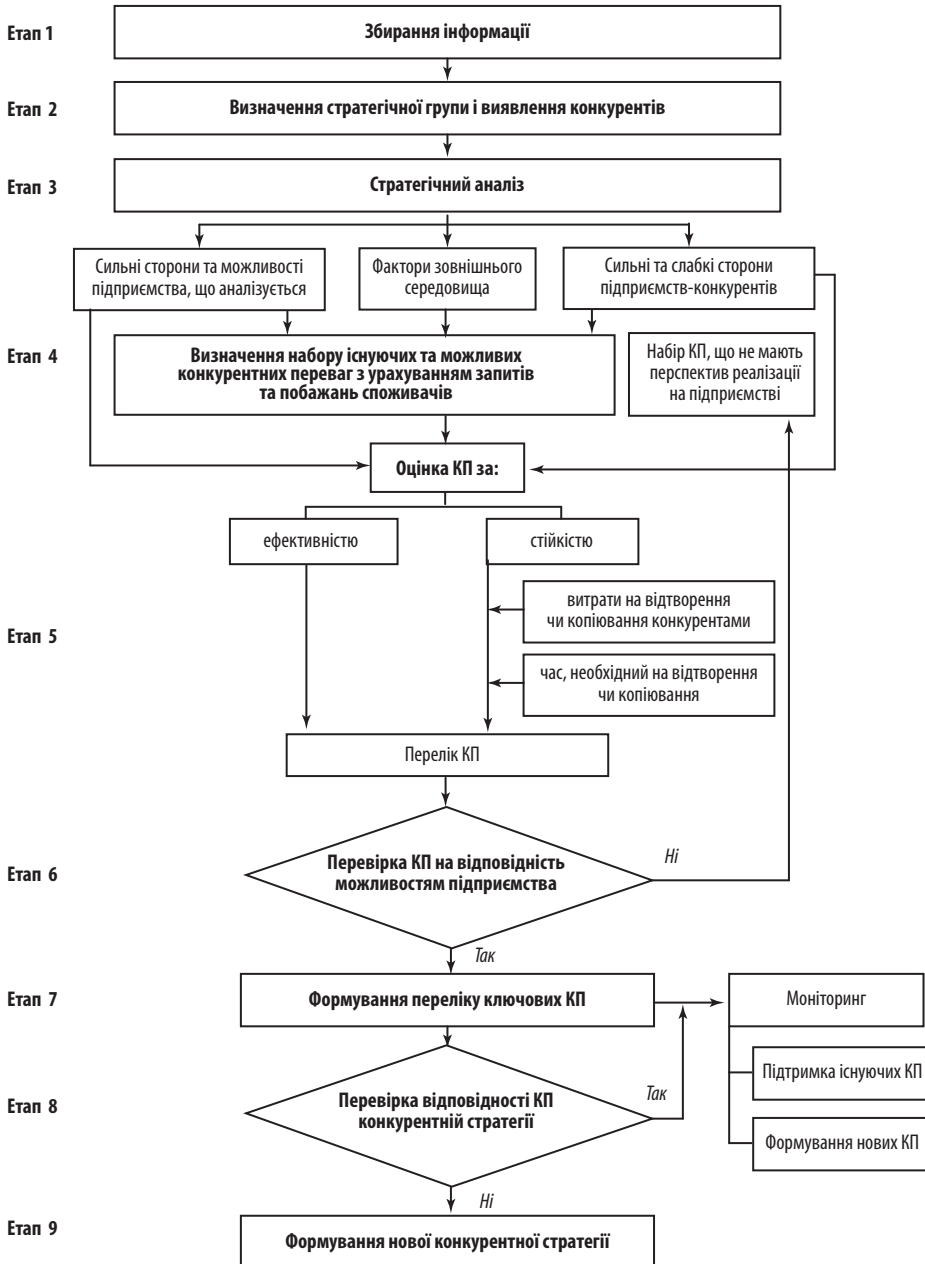 Етап 1
Збирання інформації
Етап 2
Визначення стратегічної групи і виявлення конкурентів
Етап 3
Стратегічний аналіз
Сильні сторони та можливості
підприємства, що аналізується
Фактори зовнішнього
середовища
Сильні та слабкі сторони
підприємств-конкурентів
Етап 4
Визначення набору існуючих та можливих
конкурентних переваг з урахуванням запитів
та побажань споживачів
Набір КП, що не мають
перспектив реалізації
на підприємстві
Оцінка КП за:
ефективністю
стійкістю
Етап 5
витрати на відтворення
чи копіювання конкурентами
час, необхідний на відтворення
чи копіювання
Перелік КП
Етап 6
Перевірка КП на відповідність
можливостям підприємства
Ні
Так
Етап 7
Формування переліку ключових КП
Моніторинг
Підтримка існуючих КП
Формування нових КП
Етап 8
Перевірка відповідності КП
конкурентній стратегії
Так
Ні
Етап 9
Формування нової конкурентної стратегії